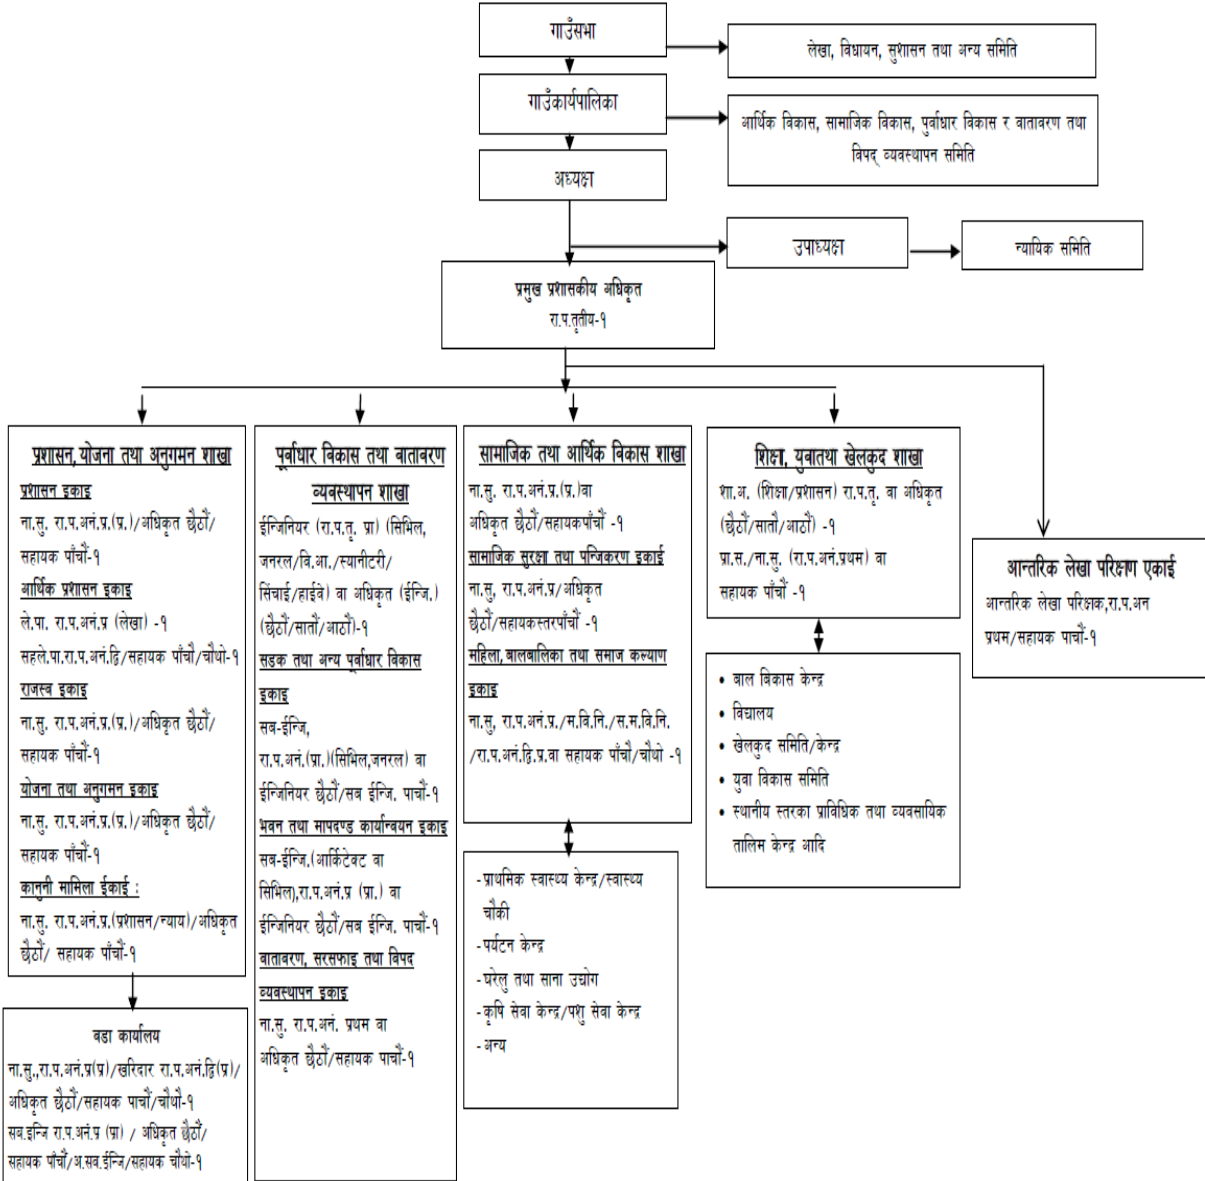 गाउँसभा
लेखा, विधायन, सुशासन तथा अन्य समिति
गाउँकार्यपालिका
आर्थिक विकास, सामाजिक विकास, पुर्वाधार विकास र वातावरण तथा
विपद् व्यवस्थापन समिति
अध्यक्ष
उपाध्यक्ष
न्यायिक समिति
प्रमुख प्रशासकीय अधिकृत
रा.प.तृतीय-१
प्रशासन, योजना तथा अनुगमन शाखा
प्रशासन इकाइ
ना.सु. रा.प.अनं.प्र.(प्र.)/अधिकृत छैठौं/
सहायक पाँचौं-१
आर्थिक प्रशासन इकाइ
ले.पा. रा.प.अनं.प्र (लेखा) -१
सहले.पा.रा.प.अनं.द्वि/सहायक पाँचौ/चौथो-१
राजस्व इकाइ
ना.सु. रा.प.अनं.प्र.(प्र.)/अधिकृत छैठौं/
सहायक पाँचौं-१
योजना तथा अनुगमन इकाइ
ना.सु. रा.प.अनं.प्र.(प्र.)/अधिकृत छैठौं/
सहायक पाँचौं-१
कानुनी मामिला ईकाई :
ना.सु. रा.प.अनं.प्र.(प्रशासन/न्याय)/अधिकृत
छैठौं/ सहायक पाँचौं-१
वडा कार्यालय
ना.सु.,रा.प.अनं.प्र(प्र)/खरिदार रा.प.अनं.द्वि(प्र)/
अधिकृत छैठौं/सहायक पाचौं/चौथौ-१
सव.इन्जि रा.प.अनं.प्र (प्रा) / अधिकृत छैठौं/
सहायक पाँचौं/अ.सव.ईन्जि/सहायक चौथो-१
पूर्वाधार विकास तथा वातावरण
व्यवस्थापन शाखा
ईन्जिनियर (रा.प.तृ. प्रा) (सिभिल,
जनरल/वि.आ./स्यानीटरी/
सिंचाई/हाईवे) वा अधिकृत (ईन्जि.)
(छैठौं/सातौं/आठौं)-१
सडक तथा अन्य पूर्वाधार विकास
इकाइ
सब-ईन्जि,
रा.प.अनं.(प्रा.)(सिभिल,जनरल) वा
ईन्जिनियर छैठौं/सब ईन्जि. पाचौं-१
भवन तथा मापदण्ड कार्यान्वयन इकाइ
सब-ईन्जि.(आर्किटेक्ट वा
सिभिल),रा.प.अनं.प्र (प्रा.) वा
ईन्जिनियर छैठौं/सब ईन्जि. पाचौं-१
वातावरण, सरसफाइ तथा विपद
व्यवस्थापन इकाइ
ना.सु. रा.प.अनं. प्रथम वा
अधिकृत छैठौं/सहायक पाचौं-१
सामाजिक तथा आर्थिक विकास शाखा
ना.सु. रा.प.अनं.प्र.(प्र.)वा
अधिकृत छैठौं/सहायकपाँचौं -१
सामाजिक सुरक्षा तथा पन्जिकरण इकाई
ना.सु, रा.प.अनं.प्र/अधिकृत
छैठौं/सहायकस्तरपाँचौं -१
महिला, बालबालिका तथा समाज कल्याण
इकाइ
ना.सु, रा.प.अनं.प्र./म.वि.नि./स.म.वि.नि.
/रा.प.अनं.द्वि.प्र.वा सहायक पाँचौ/चौथो -१
-प्राथमिक स्वास्थ्य केन्द्र/स्वास्थ्य
चौकी
-पर्यटन केन्द्र
-घरेलु तथा साना उद्योग
-कृषि सेवा केन्द्र/पशु सेवा केन्द्र
-अन्य
शिक्षा, युवातथा खेलकुद शाखा
शा.अ. (शिक्षा/प्रशासन) रा.प.तृ. वा अधिकृत
(छैठौं/सातौ/आठौं) -१
प्रा.स./ना.सु. (रा.प.अनं.प्रथम) वा
सहायक पाँचौं -१
• बाल विकास केन्द्र
• विद्यालय
• खेलकुद समिति/केन्द्र
• युवा विकास समिति
• स्थानीय स्तरका प्राविधिक तथा व्यवसायिक
तालिम केन्द्र आदि
आन्तरिक लेखा परिक्षण एकाई
आन्तरिक लेखा परिक्षक,रा.प.अन
प्रथम/सहायक पाचौं-१